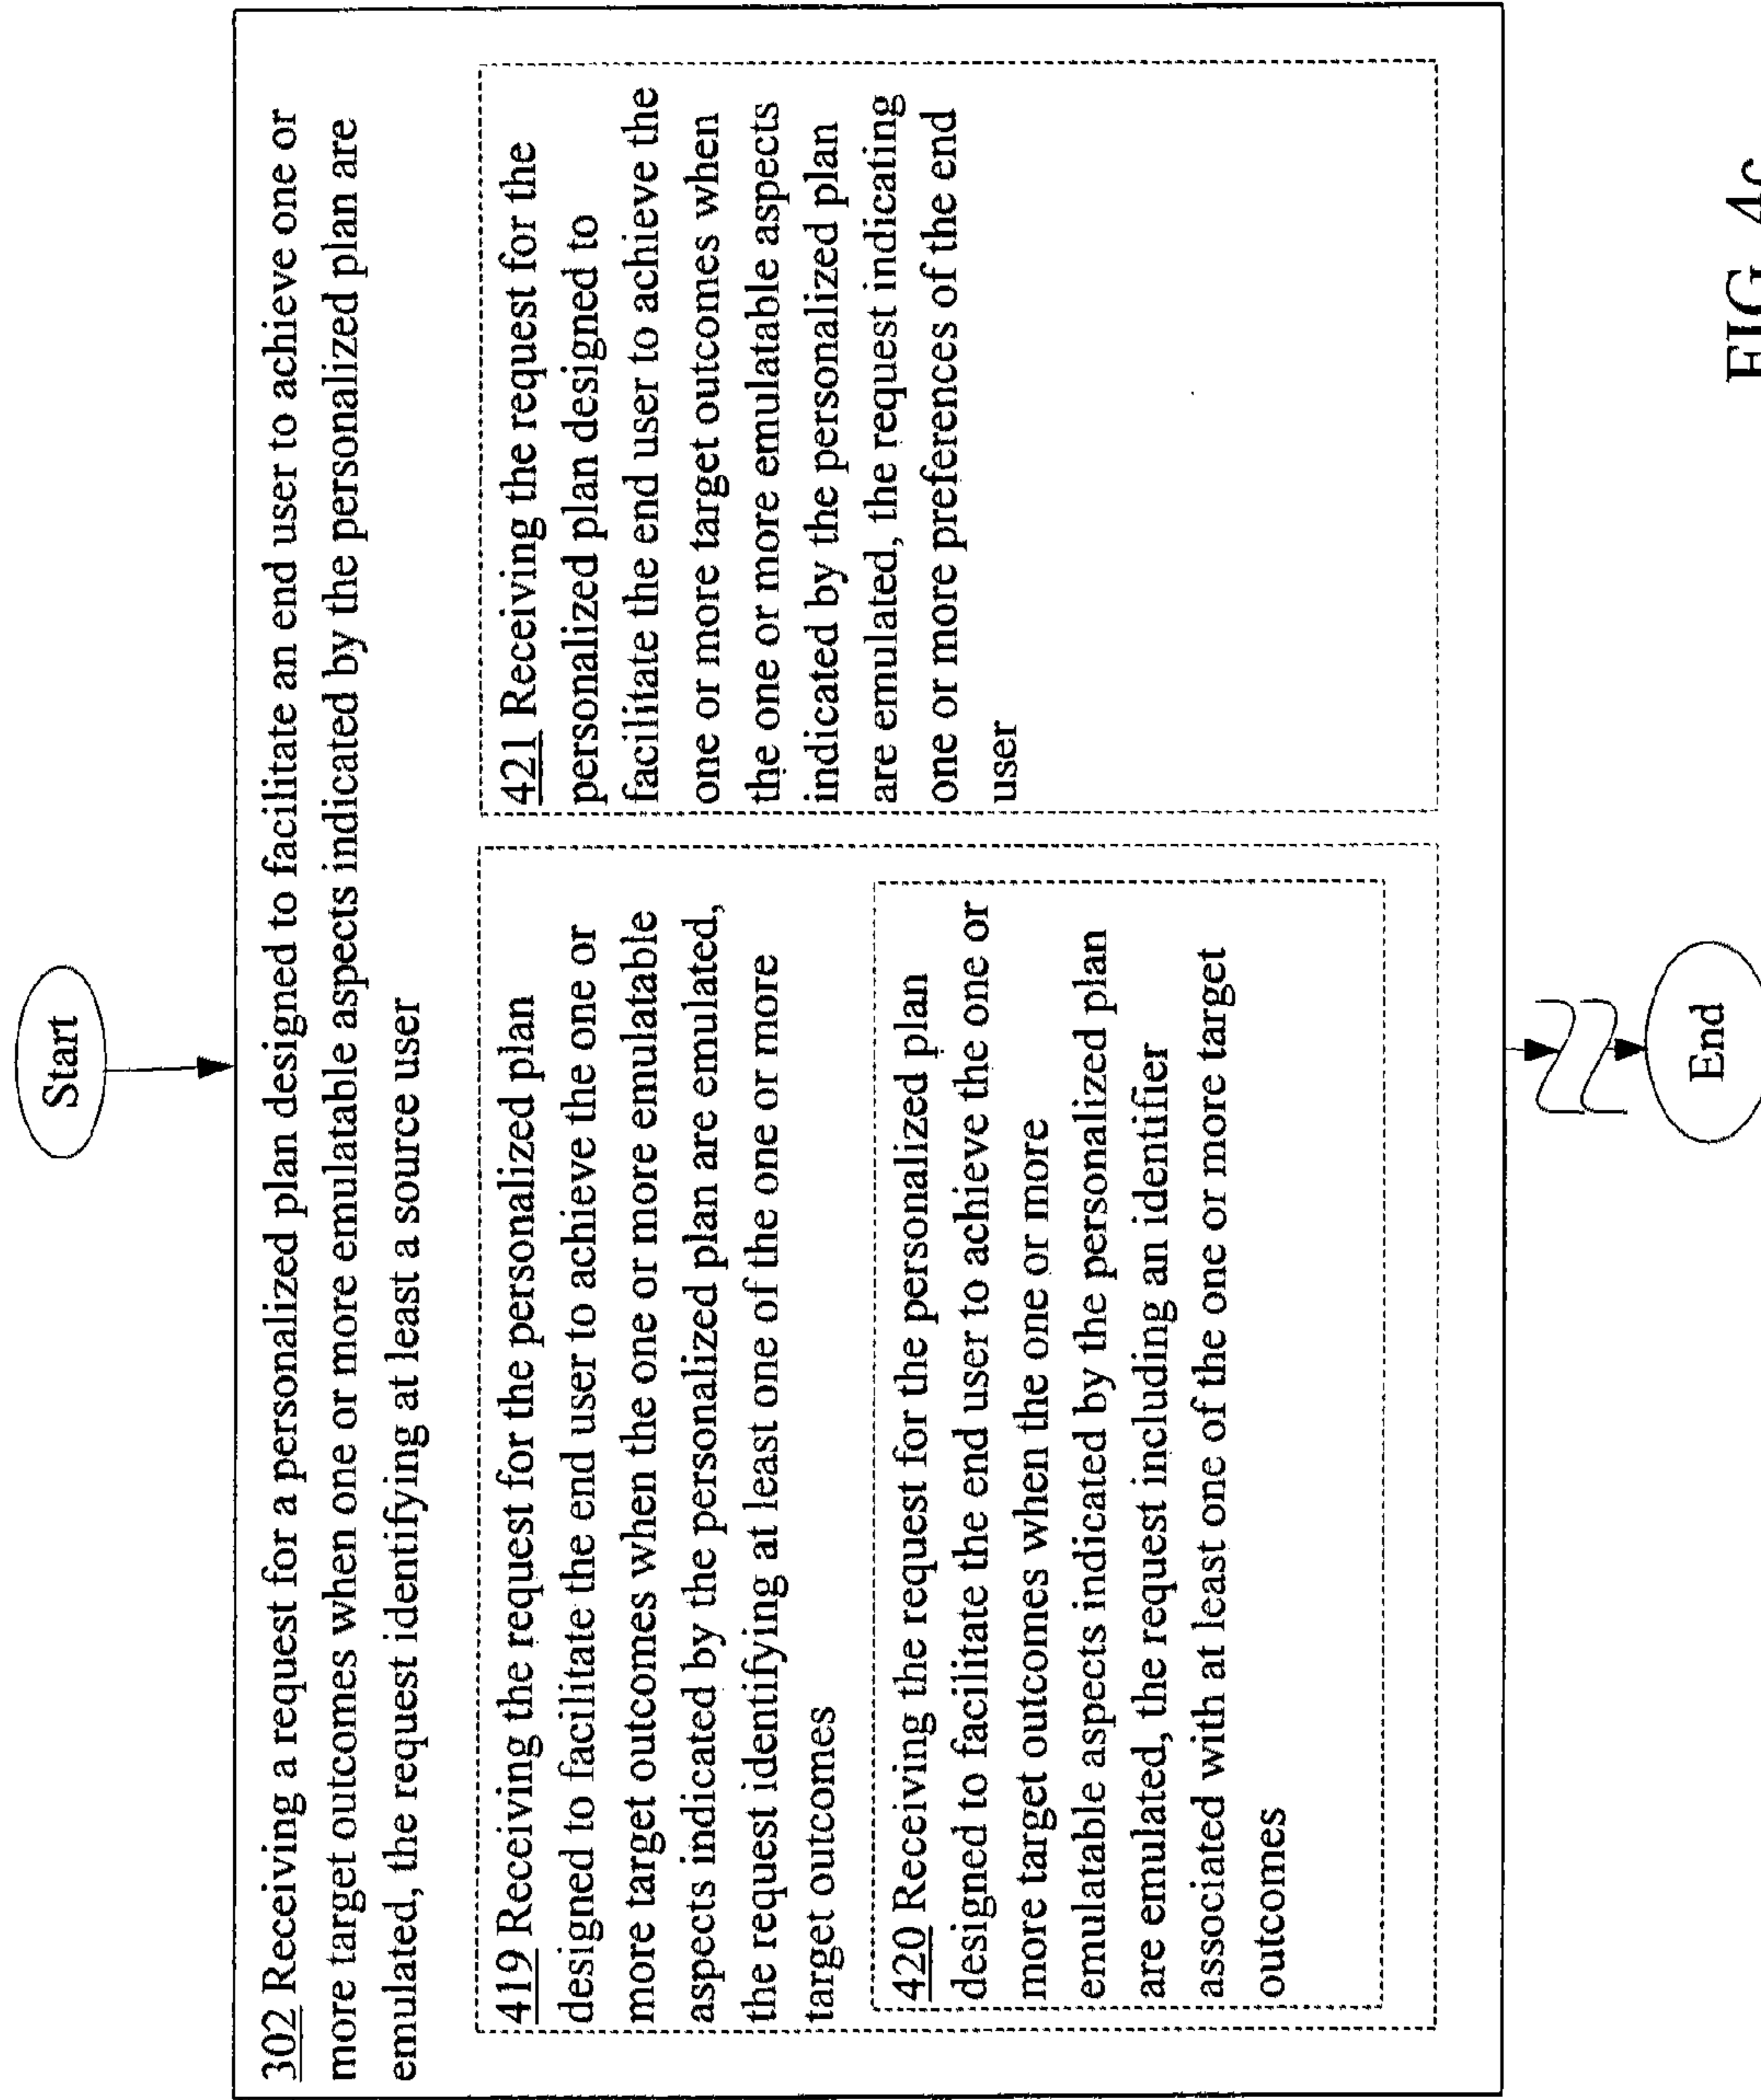 Start
302 Receiving a request for a personalized plan designed to facilitate an end user to achieve one or
more target outcomes when one or more emulatable aspects indicated by the personalized plan are
emulated, the request identifying at least a source user
419 Receiving the request for the personalized plan
designed to facilitate the end user to achieve the one or
more target outcomes when the one or more emulatable
aspects indicated by the personalized plan are emulated,
the request identifying at least one of the one or more
target outcomes
420 Receiving the request for the personalized plan
designed to facilitate the end user to achieve the one or
more target outcomes when the one or more
emulatable aspects indicated by the personalized plan
are emulated, the request including an identifier
associated with at least one of the one or more target
outcomes
421 Receiving the request for the
personalized plan designed to
facilitate the end user to achieve the
one or more target outcomes when
the one or more emulatable aspects
indicated by the personalized plan
are emulated, the request indicating
one or more preferences of the end
user
End
FIG. 4c